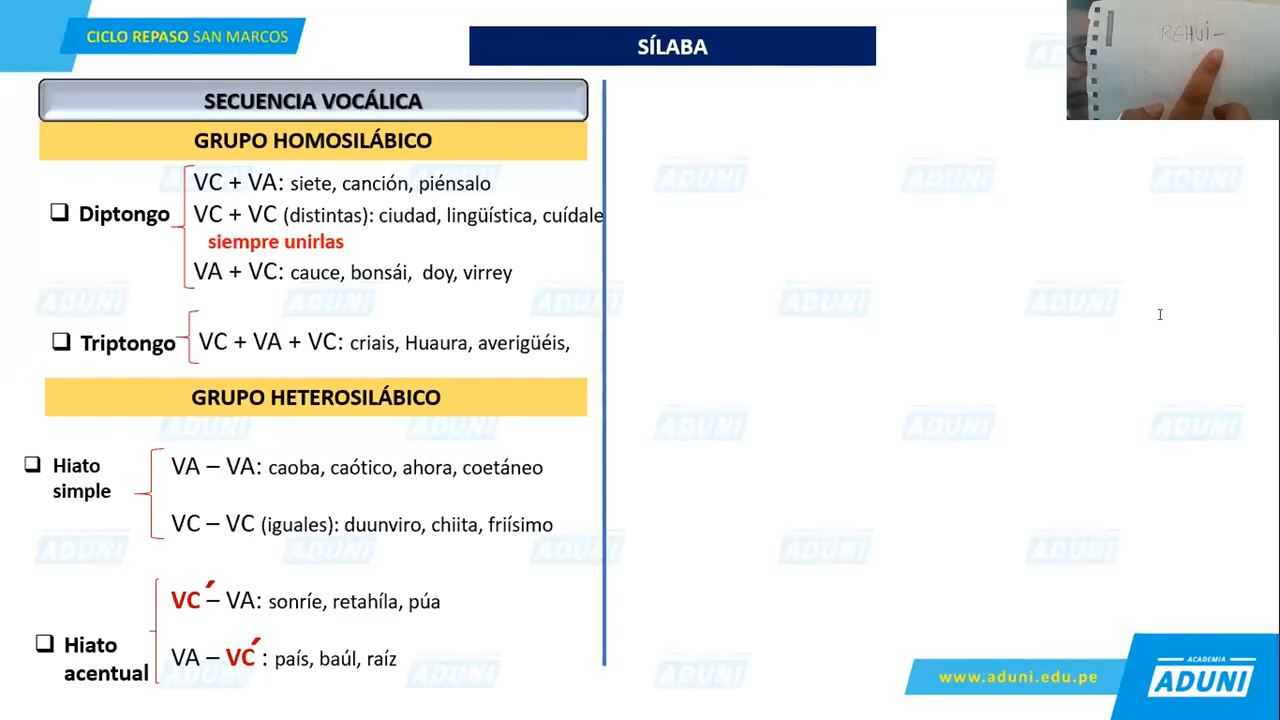 CICLO REPASO SAN MARCOS
SÍLABA
REHUI-
SECUENCIA VOCÁLICA
GRUPO HOMOSILÁBICO
❑ Diptongo
VC + VA: siete, canción, piénsalo
VC + VC (distintas): ciudad, lingüística, cuídale
siempre unirlas
VA + VC: cauce, bonsái, doy, virrey
❑ Triptongo
VC + VA + VC: criais, Huaura, averigüéis,
GRUPO HETEROSILÁBICO
❑ Hiato
simple
VA – VA: caoba, caótico, ahora, coetáneo
VC – VC (iguales): duunviro, chiita, friísimo
❑ Hiato
acentual
VC´– VA: sonríe, retahíla, púa
VA – VC´: país, baúl, raíz
www.aduni.edu.pe
ACADEMIA
ADUNI